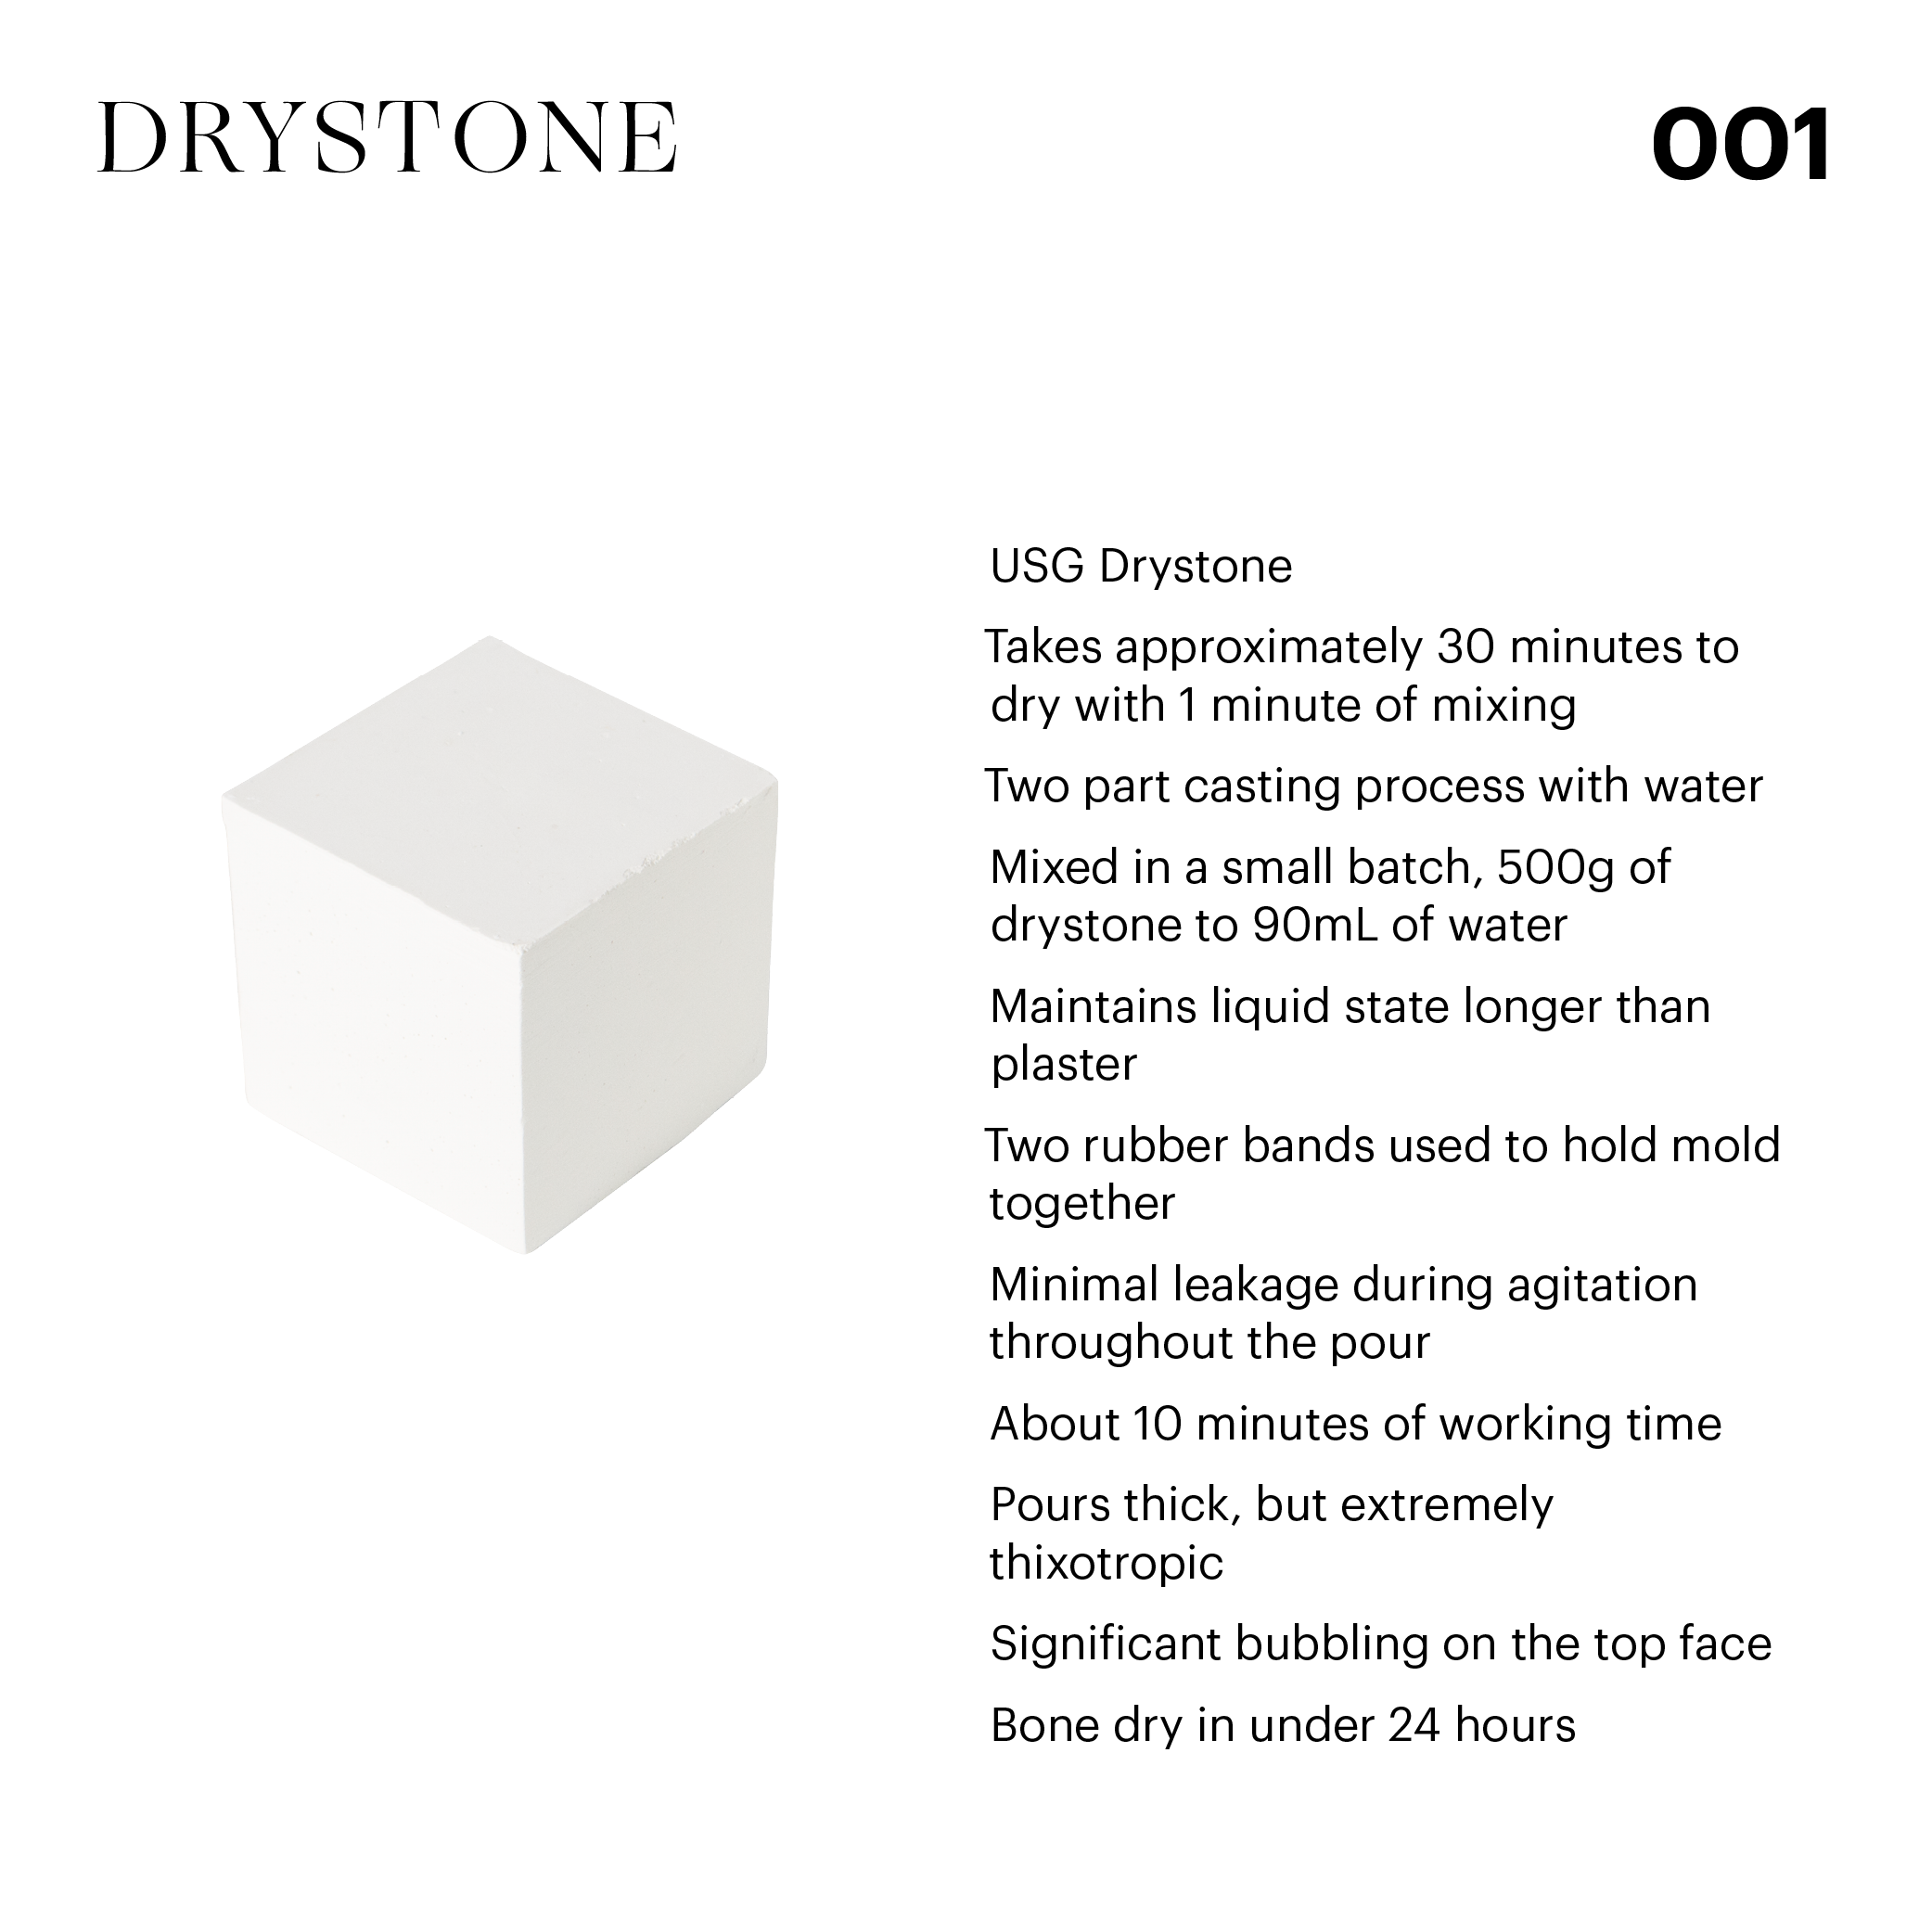 DRYSTONE
001
USG Drystone
Takes approximately 30 minutes to
dry with 1 minute of mixing
Two part casting process with water
Mixed in a small batch, 500g of
drystone to 90mL of water
Maintains liquid state longer than
plaster
Two rubber bands used to hold mold
together
Minimal leakage during agitation
throughout the pour
About 10 minutes of working time
Pours thick, but extremely
thixotropic
Significant bubbling on the top face
Bone dry in under 24 hours